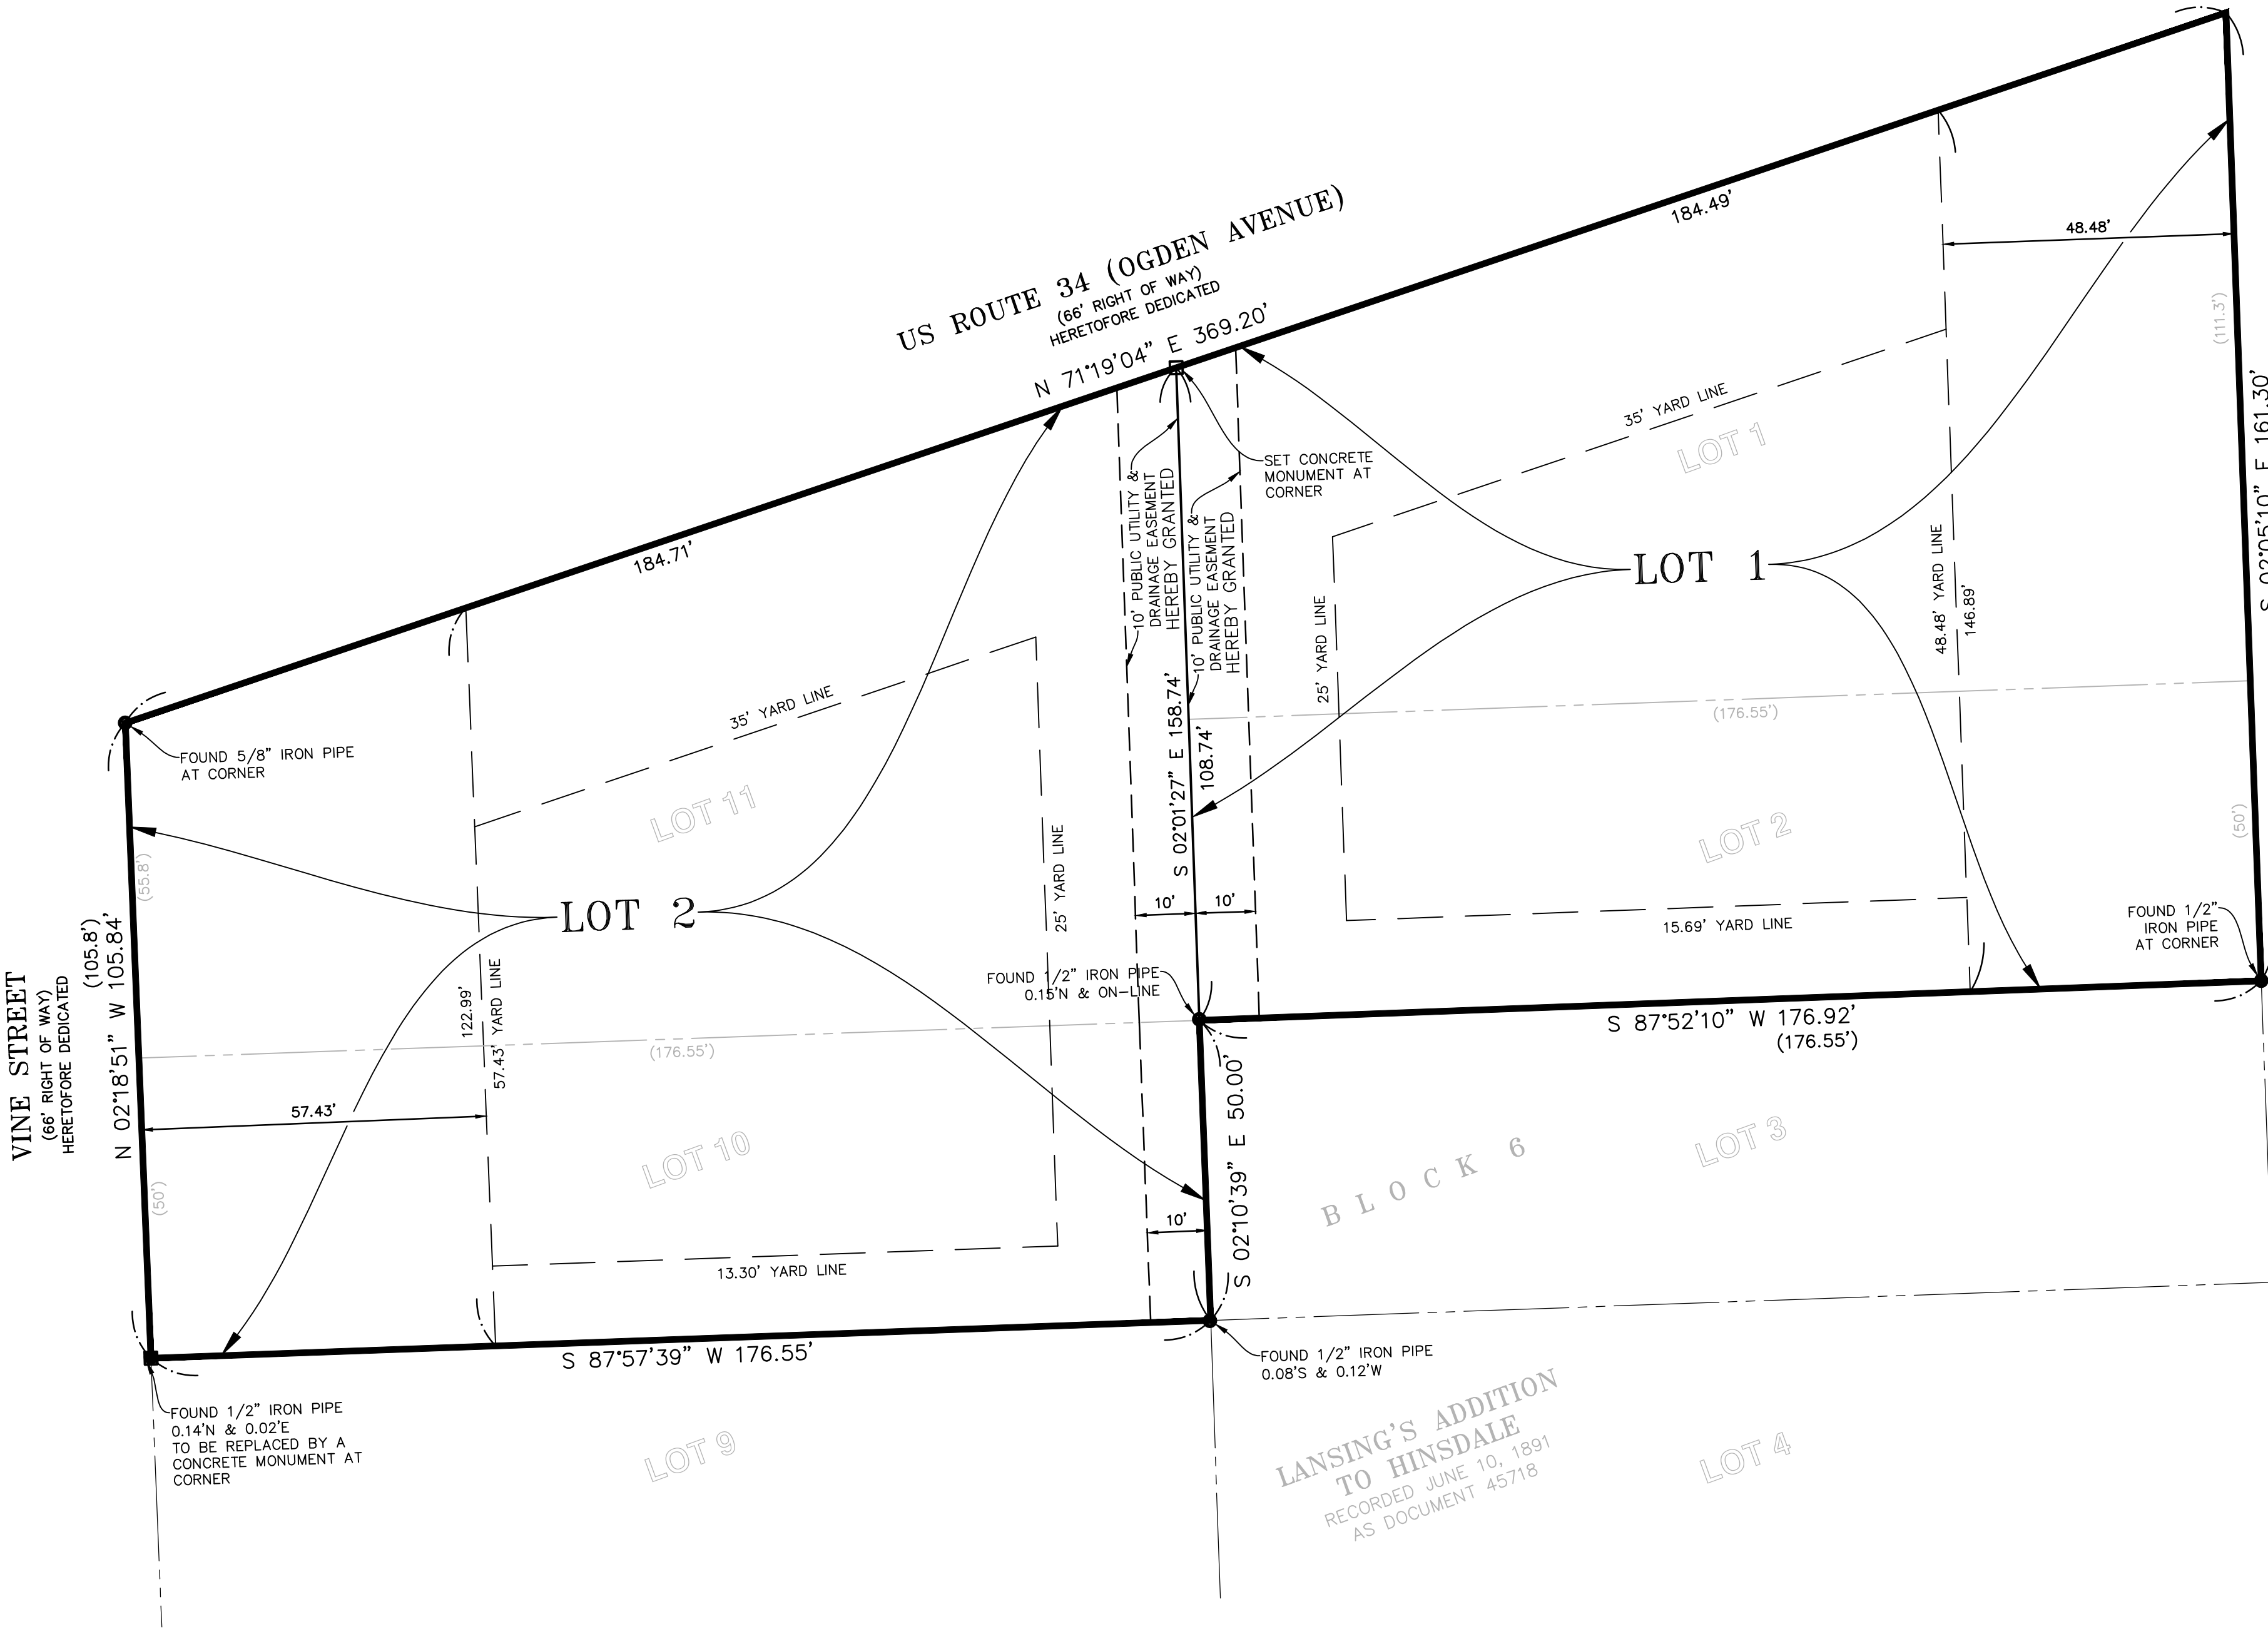 US ROUTE 34 (OGDEN AVENUE)
(66' RIGHT OF WAY)
HERETOFORE DEDICATED
N 71°19'04" E 369.20'
184.49'
48.48'
(111.3')
S 02°05'10" E 161.30'
35' YARD LINE
LOT 1
SET CONCRETE
MONUMENT AT
CORNER
10' PUBLIC UTILITY &
DRAINAGE EASEMENT
HEREBY GRANTED
10' PUBLIC UTILITY &
DRAINAGE EASEMENT
HEREBY GRANTED
LOT 1
25' YARD LINE
48.48' YARD LINE
146.89'
184.71'
35' YARD LINE
FOUND 5/8" IRON PIPE
AT CORNER
LOT 11
S 02°01'27" E 158.74'
108.74'
(176.55')
LOT 2
(50')
(55.8')
LOT 2
25' YARD LINE
10'
10'
15.69' YARD LINE
FOUND 1/2"
IRON PIPE
AT CORNER
VINE STREET
(66' RIGHT OF WAY)
HERETOFORE DEDICATED
(105.8')
N 02°18'51" W 105.84'
122.99'
57.43' YARD LINE
FOUND 1/2" IRON PIPE
0.15'N & ON-LINE
S 87°52'10" W 176.92'
(176.55')
(176.55')
57.43'
(50')
LOT 10
10'
S 02°10'39" E 50.00'
BLOCK 6
LOT 3
13.30' YARD LINE
S 87°57'39" W 176.55'
FOUND 1/2" IRON PIPE
0.08'S & 0.12'W
FOUND 1/2" IRON PIPE
0.14'N & 0.02'E
TO BE REPLACED BY A
CONCRETE MONUMENT AT
CORNER
LOT 9
LANSING'S ADDITION
TO HINSDALE
RECORDED JUNE 10, 1891
AS DOCUMENT 45718
LOT 4